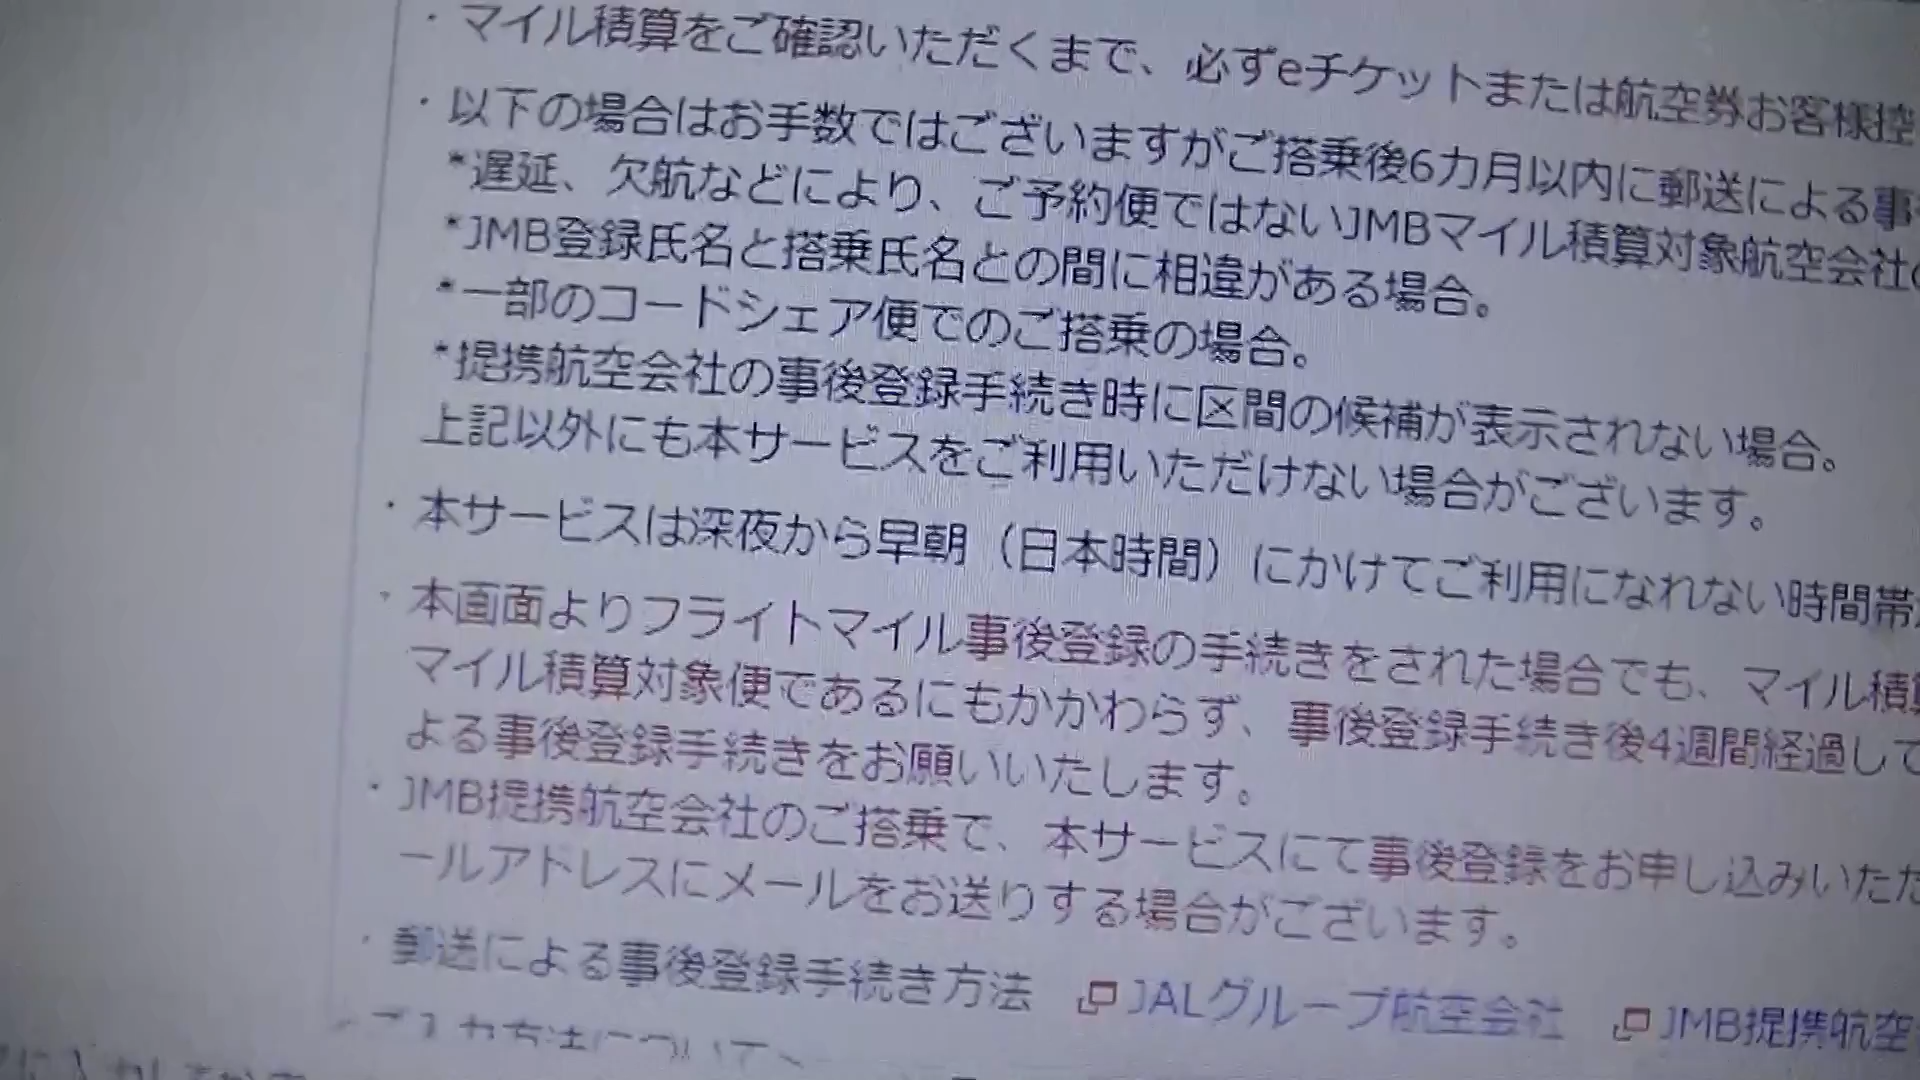 ・マイル積算をご確認いただくまで、必ずeチケットまたは航空券お客様控
・以下の場合はお手数ではございますがご搭乗後6カ月以内に郵送による事
*遅延、欠航などにより、ご予約便ではないJMBマイル積算対象航空会社の
*JMB登録氏名と搭乗氏名との間に相違がある場合。
*一部のコードシェア便でのご搭乗の場合。
*提携航空会社の事後登録手続き時に区間の候補が表示されない場合。
上記以外にも本サービスをご利用いただけない場合がございます。
・本サービスは深夜から早朝（日本時間）にかけてご利用になれない時間帯
・本画面よりフライトマイル事後登録の手続きをされた場合でも、マイル積算
マイル積算対象便であるにもかかわらず、事後登録手続き後4週間経過して
よる事後登録手続きをお願いいたします。
・JMB提携航空会社のご搭乗で、本サービスにて事後登録をお申し込みいただ
ールアドレスにメールをお送りする場合がございます。
・郵送による事後登録手続き方法 JALグループ航空会社 JMB提携航空